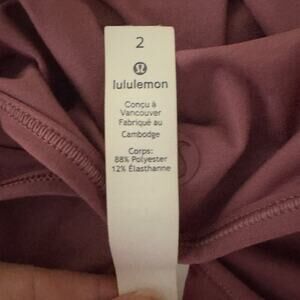 2
lululemon
Conçu à
Vancouver
Fabriqué au
Cambodge
Corps:
88% Polyester
12% Élasthanne